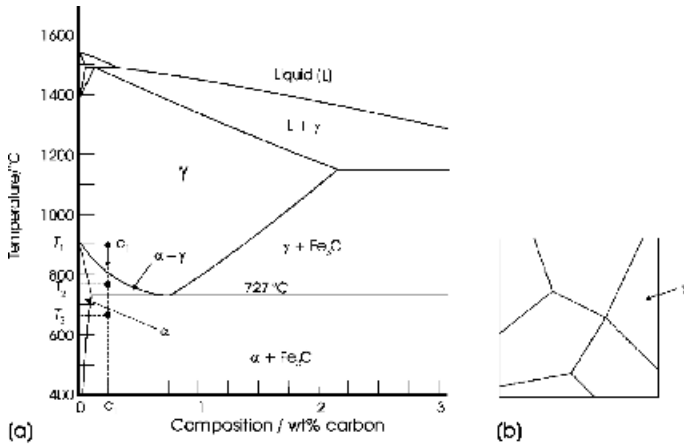 1600
1400
1200
1000
800
600
400
Temperature/°C
Liquid (L)
L + γ
γ
γ + Fe3C
α + γ
727 °C
α
α + Fe3C
T1
T2
T3
C1
0
C
1
2
3
Composition / wt% carbon
(a)
γ
(b)